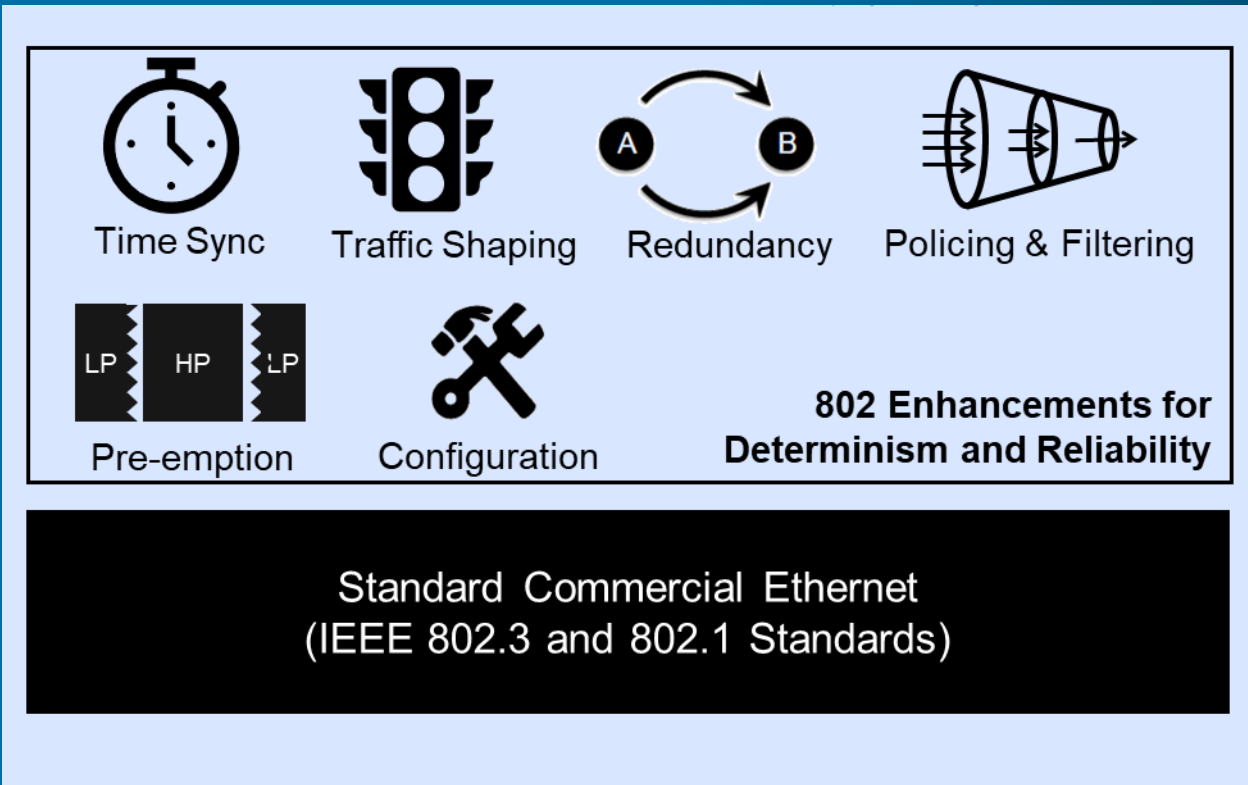 Time Sync
Traffic Shaping
A
B
Redundancy
Policing & Filtering
LP
HP
LP
Pre-emption
Configuration
802 Enhancements for
Determinism and Reliability
Standard Commercial Ethernet
(IEEE 802.3 and 802.1 Standards)